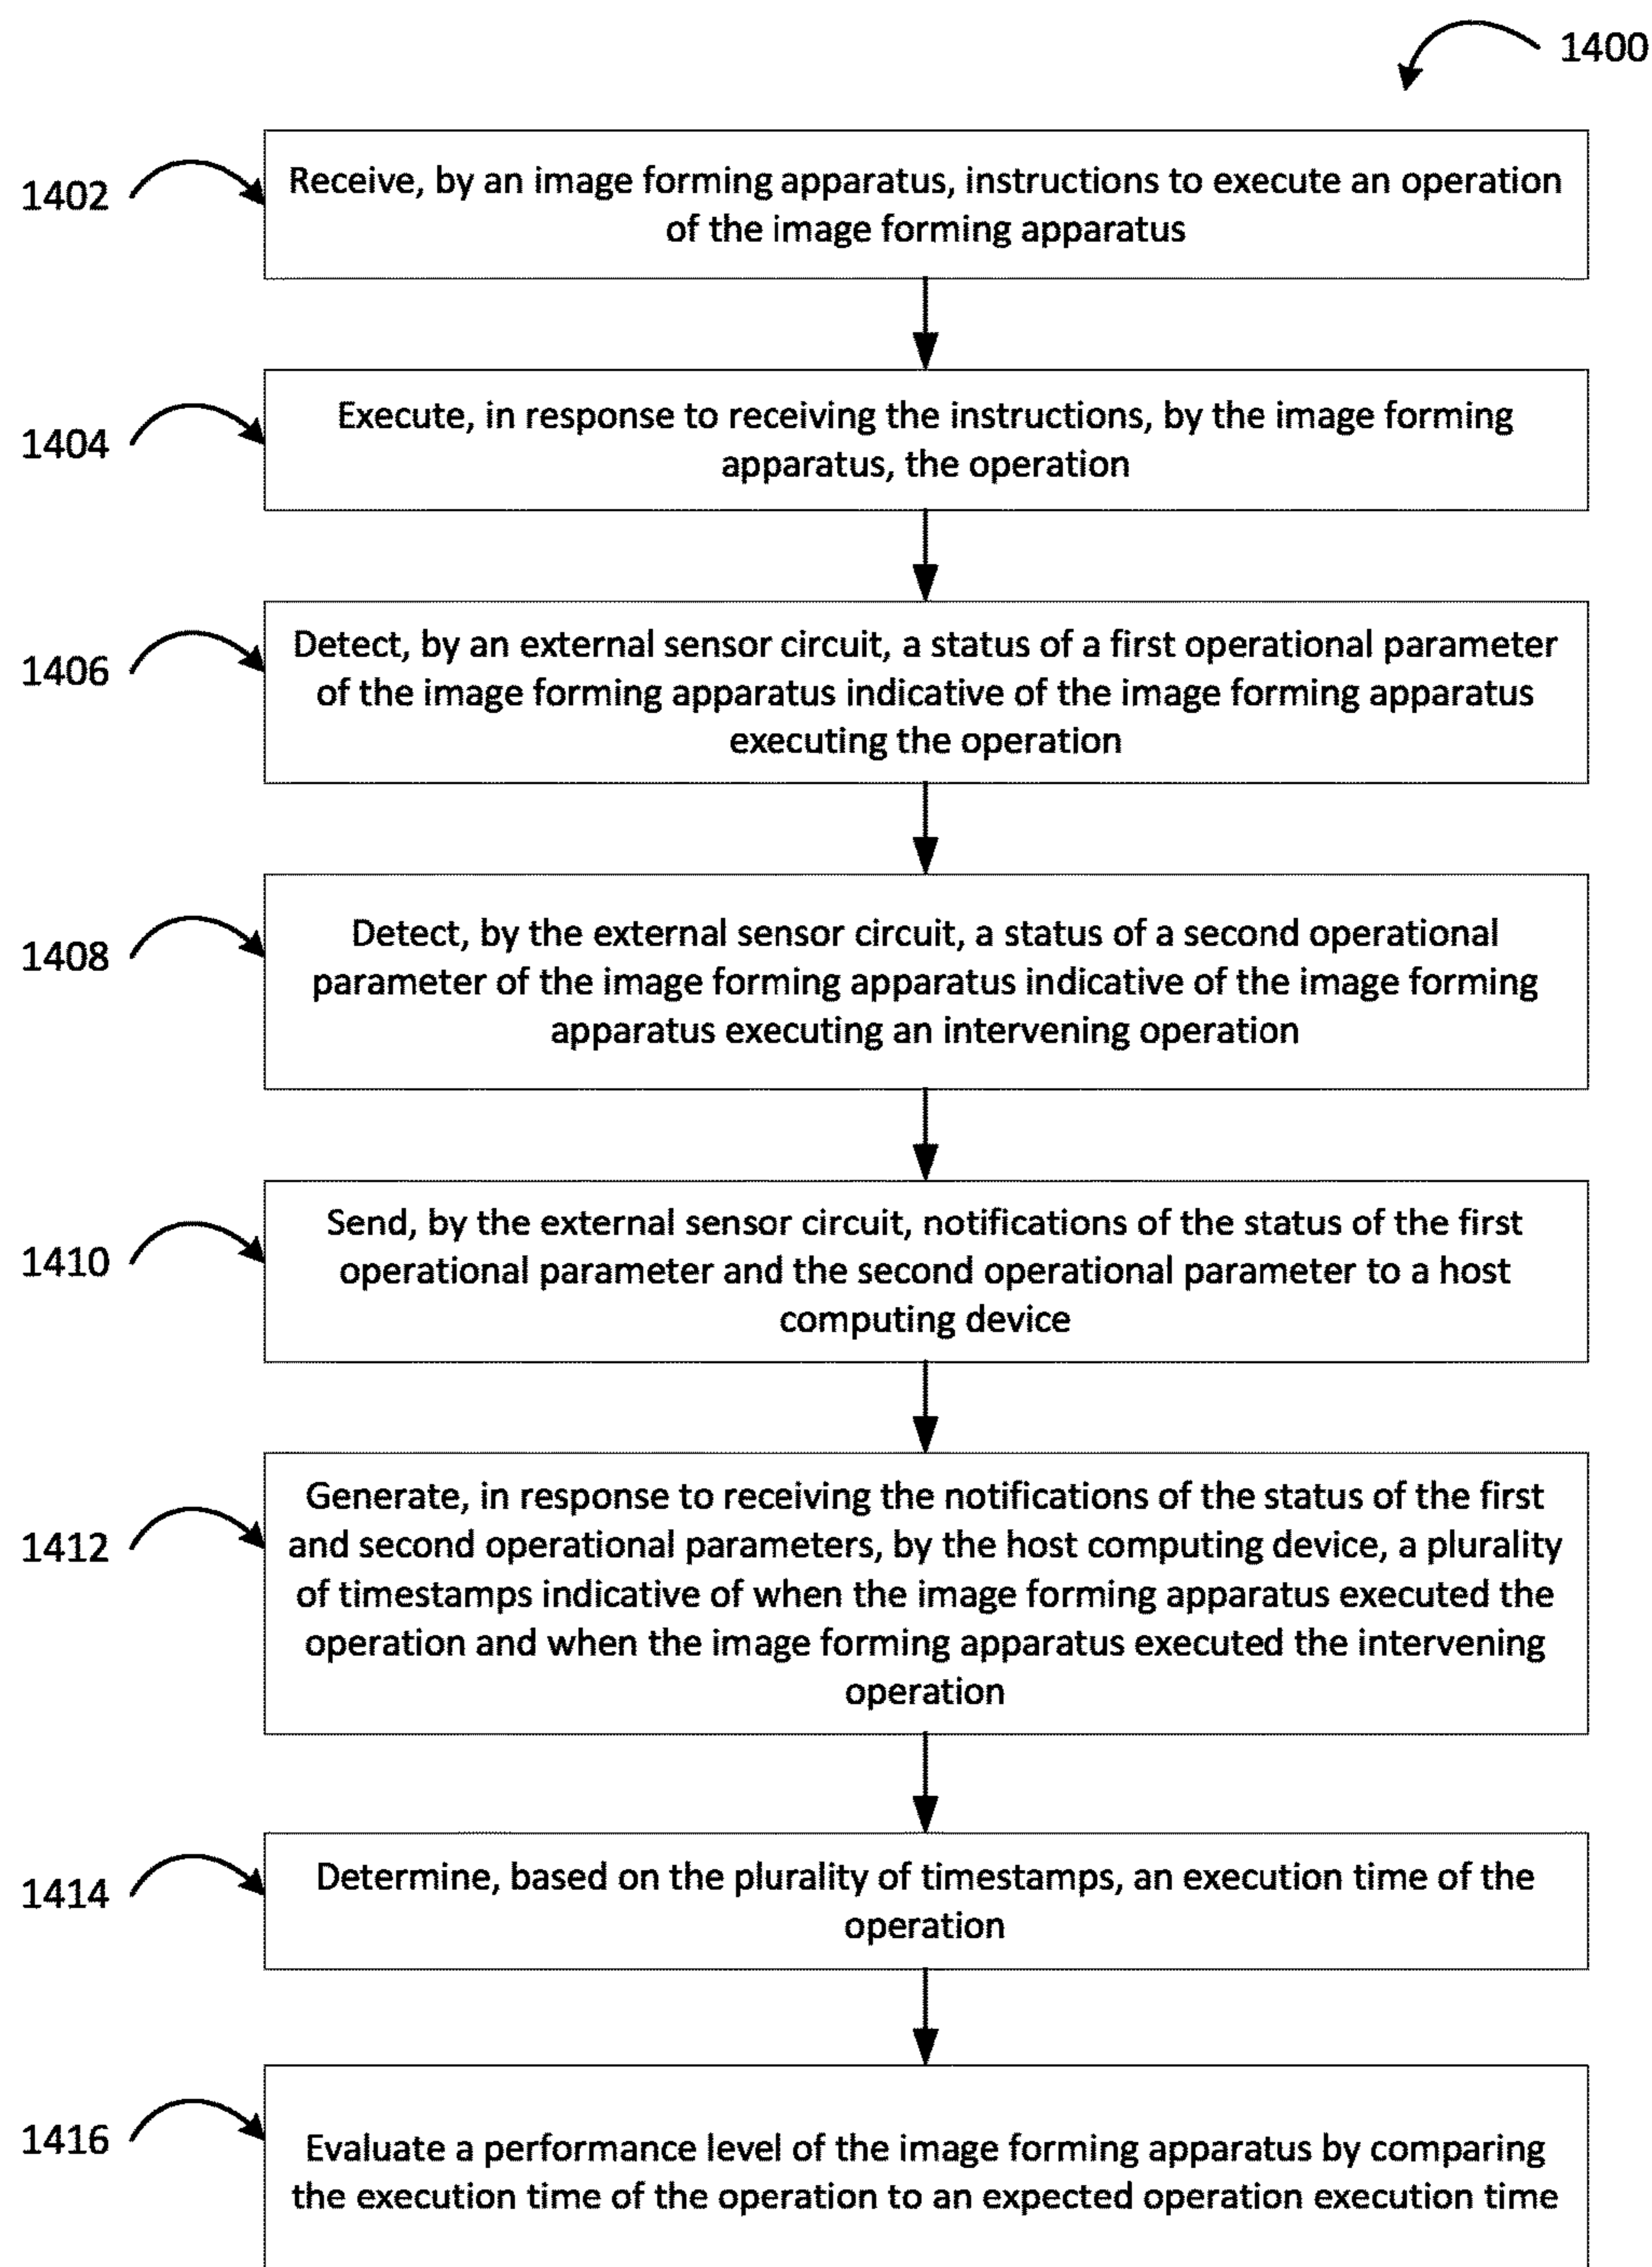 1400
1402
Receive, by an image forming apparatus, instructions to execute an operation
of the image forming apparatus
1404
Execute, in response to receiving the instructions, by the image forming
apparatus, the operation
1406
Detect, by an external sensor circuit, a status of a first operational parameter
of the image forming apparatus indicative of the image forming apparatus
executing the operation
1408
Detect, by the external sensor circuit, a status of a second operational
parameter of the image forming apparatus indicative of the image forming
apparatus executing an intervening operation
1410
Send, by the external sensor circuit, notifications of the status of the first
operational parameter and the second operational parameter to a host
computing device
1412
Generate, in response to receiving the notifications of the status of the first
and second operational parameters, by the host computing device, a plurality
of timestamps indicative of when the image forming apparatus executed the
operation and when the image forming apparatus executed the intervening
operation
1414
Determine, based on the plurality of timestamps, an execution time of the
operation
1416
Evaluate a performance level of the image forming apparatus by comparing
the execution time of the operation to an expected operation execution time